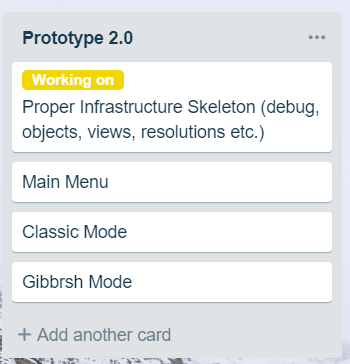 Prototype 2.0
Working on
Proper Infrastructure Skeleton (debug,
objects, views, resolutions etc.)
Main Menu
Classic Mode
Gibbrsh Mode
+ Add another card